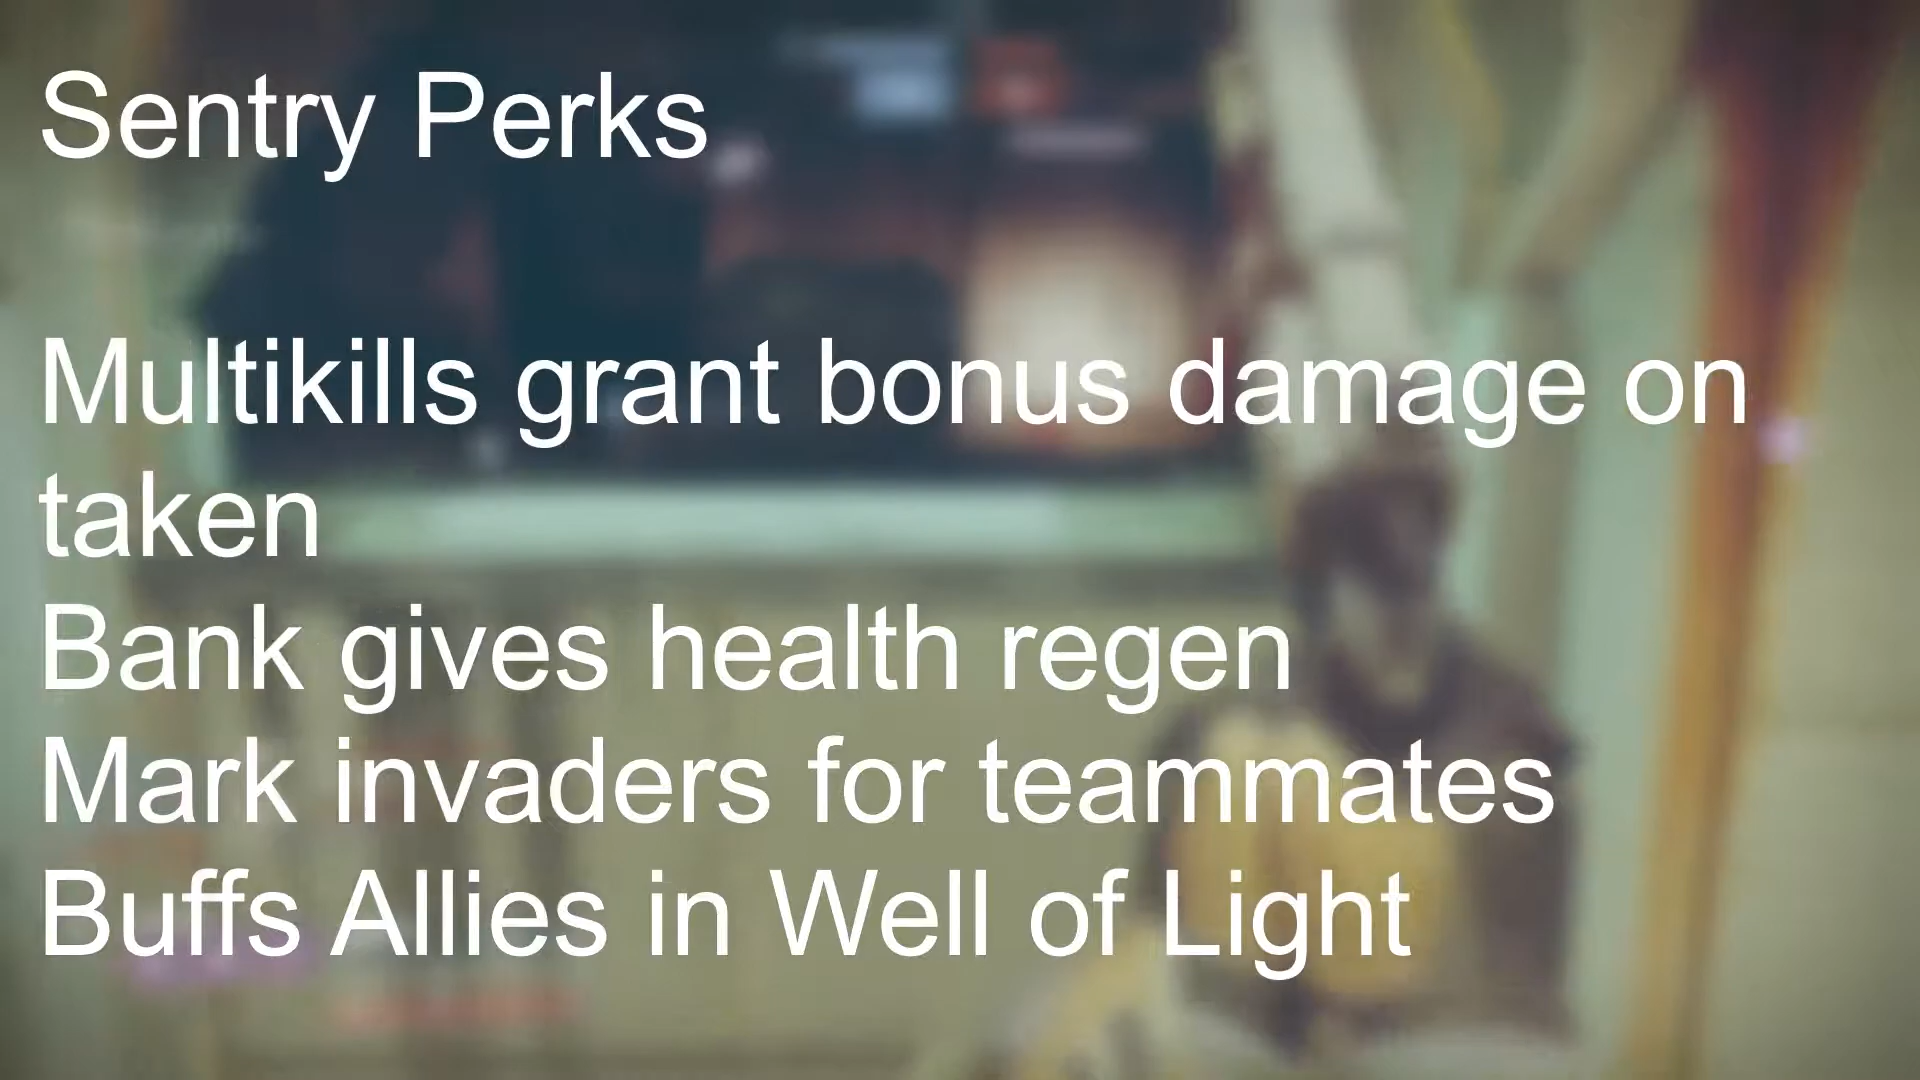 Sentry Perks
Multikills grant bonus damage on
taken
Bank gives health regen
Mark invaders for teammates
Buffs Allies in Well of Light